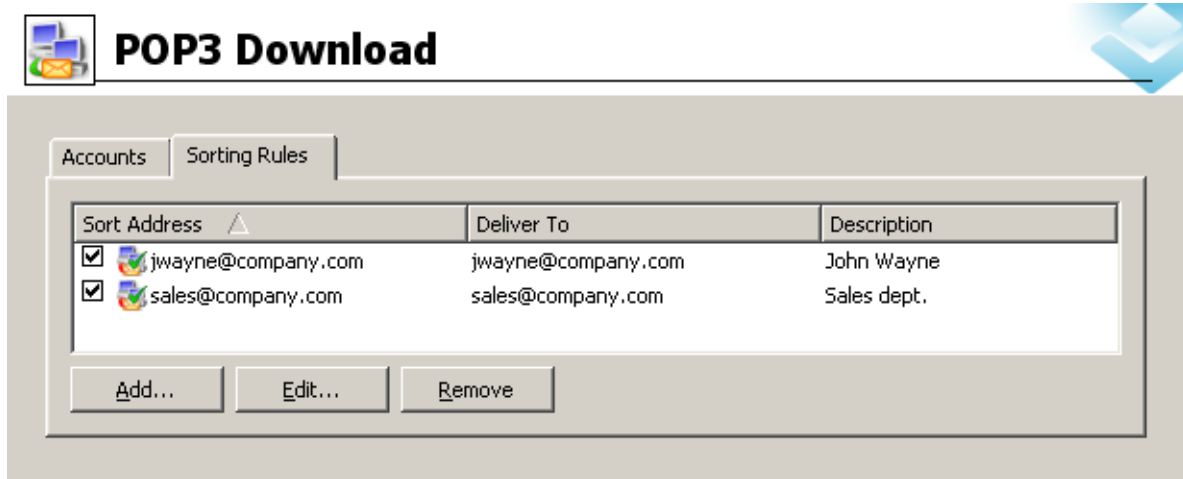 POP3 Download
Accounts Sorting Rules
Sort Address Deliver To Description
jwayne@company.com jwayne@company.com John Wayne
sales@company.com sales@company.com Sales dept.
Add... Edit... Remove